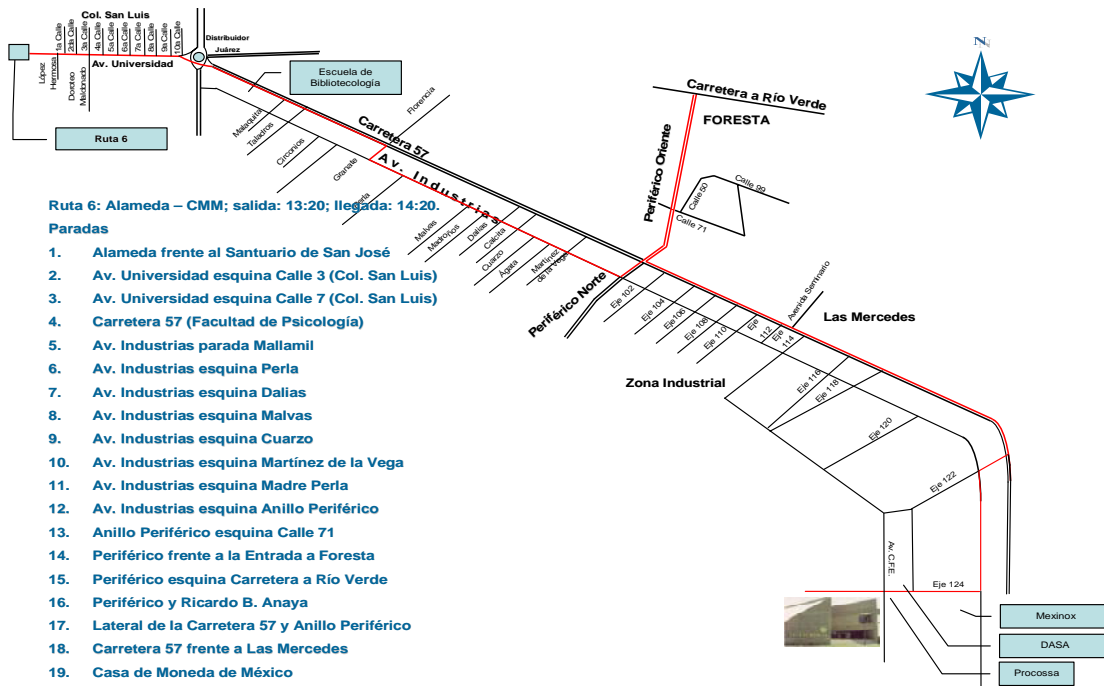 Col. San Luis
1a Calle
2da Calle
3a Calle
4a Calle
5a Calle
6a Calle
7a Calle
8a Calle
9a Calle
10a Calle
Distribuidor
Juárez
Av. Universidad
López
Hermosa
Doroteo
Maldonado
Ruta 6
Escuela de
Bibliotecología
Malaquita
Taladros
Circonios
Granate
Perla
Florencia
Carretera 57
Av. Industrias
Malvas
Madroños
Dalias
Calcita
Cuarzo
Ágata
Martínez
de la Vega
N
Carretera a Río Verde
FORESTA
Periférico Oriente
Calle 50
Calle 99
Calle 71
Periférico Norte
Eje 102
Eje 104
Eje106
Eje 108
Eje 110
Eje
112
Eje
114
Avenida Seminario
Las Mercedes
Zona Industrial
Eje 116
Eje 118
Eje 120
Eje 122
Av. C.F.E.
Eje 124
Mexinox
DASA
Procossa
Ruta 6: Alameda – CMM; salida: 13:20; llegada: 14:20.
Paradas
1. Alameda frente al Santuario de San José
2. Av. Universidad esquina Calle 3 (Col. San Luis)
3. Av. Universidad esquina Calle 7 (Col. San Luis)
4. Carretera 57 (Facultad de Psicología)
5. Av. Industrias parada Mallamil
6. Av. Industrias esquina Perla
7. Av. Industrias esquina Dalias
8. Av. Industrias esquina Malvas
9. Av. Industrias esquina Cuarzo
10. Av. Industrias esquina Martínez de la Vega
11. Av. Industrias esquina Madre Perla
12. Av. Industrias esquina Anillo Periférico
13. Anillo Periférico esquina Calle 71
14. Periférico frente a la Entrada a Foresta
15. Periférico esquina Carretera a Río Verde
16. Periférico y Ricardo B. Anaya
17. Lateral de la Carretera 57 y Anillo Periférico
18. Carretera 57 frente a Las Mercedes
19. Casa de Moneda de México